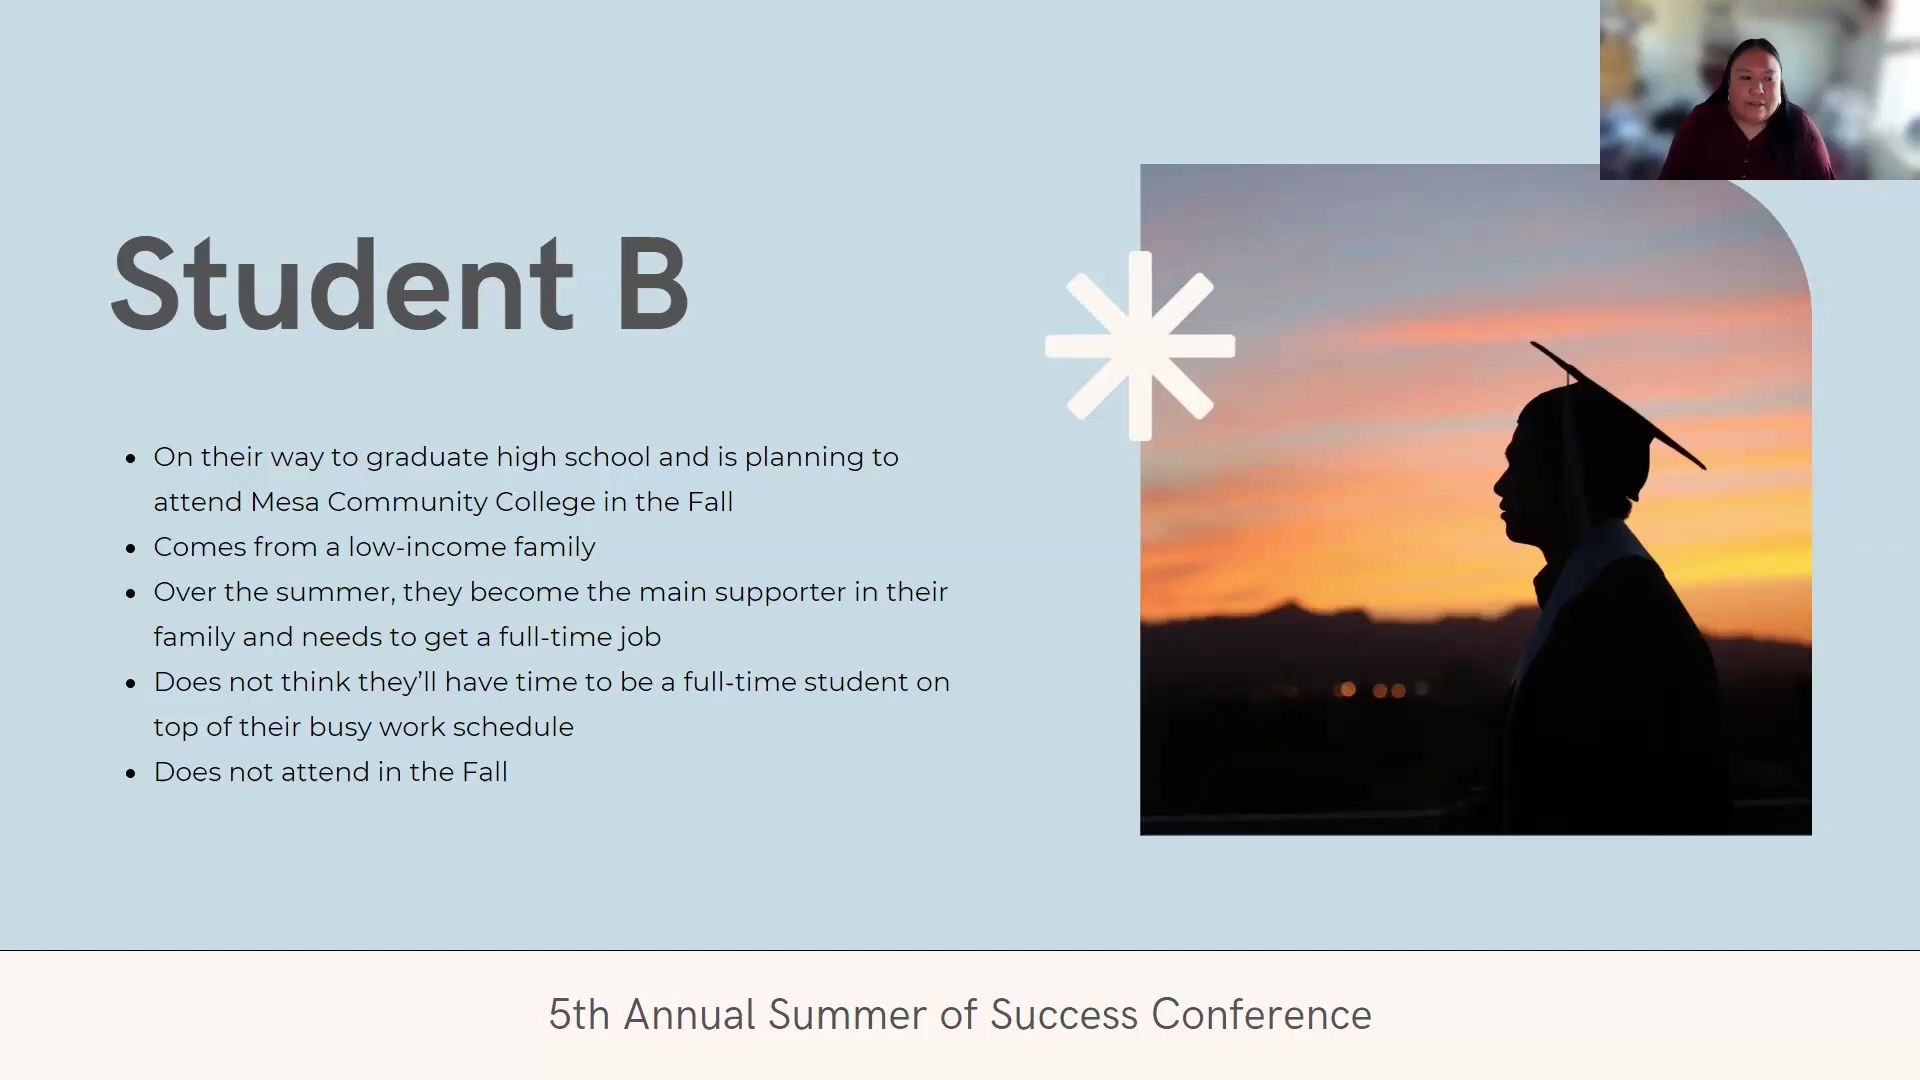 Student B
On their way to graduate high school and is planning to
attend Mesa Community College in the Fall
Comes from a low-income family
Over the summer, they become the main supporter in their
family and needs to get a full-time job
Does not think they’ll have time to be a full-time student on
top of their busy work schedule
Does not attend in the Fall
5th Annual Summer of Success Conference